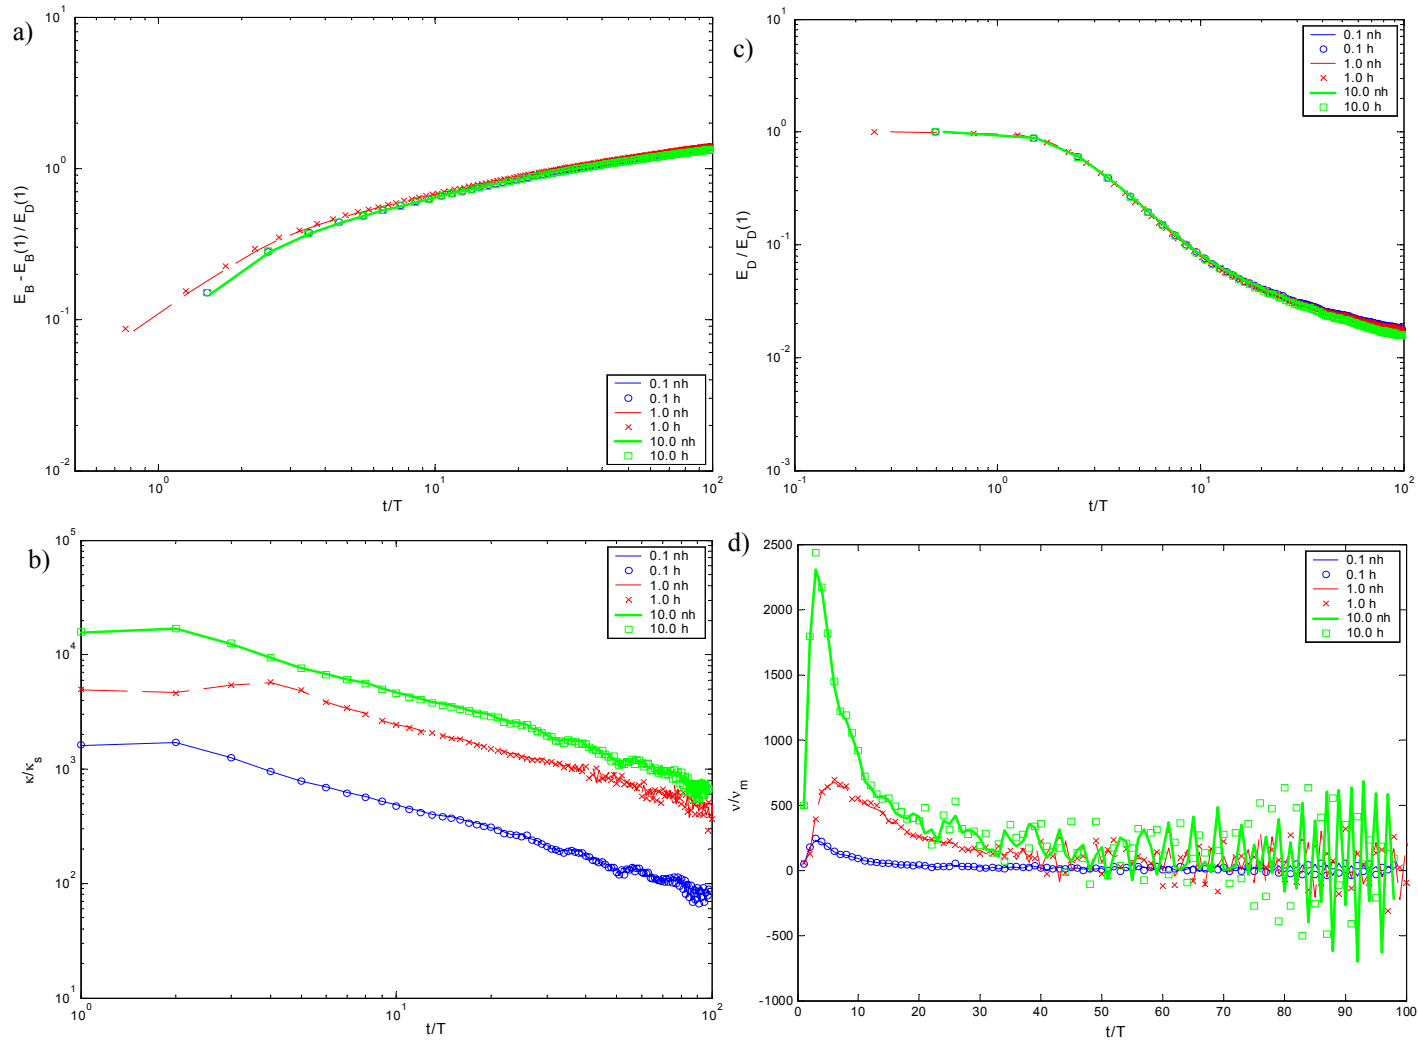 a)
10^1
10^0
10^-1
10^-2
E_B - E_B(1) / E_D(1)
0.1 nh
0.1 h
1.0 nh
1.0 h
10.0 nh
10.0 h
10^0
10^1
10^2
t/T
c)
10^1
10^0
10^-1
10^-2
10^-3
E_D / E_D(1)
0.1 nh
0.1 h
1.0 nh
1.0 h
10.0 nh
10.0 h
10^-1
10^0
10^1
10^2
t/T
b)
10^5
10^4
10^3
10^2
10^1
κ/κ_s
0.1 nh
0.1 h
1.0 nh
1.0 h
10.0 nh
10.0 h
10^0
10^1
10^2
t/T
d)
2500
2000
1500
1000
500
0
-500
-1000
ν/ν_m
0.1 nh
0.1 h
1.0 nh
1.0 h
10.0 nh
10.0 h
0 10 20 30 40 50 60 70 80 90 100
t/T